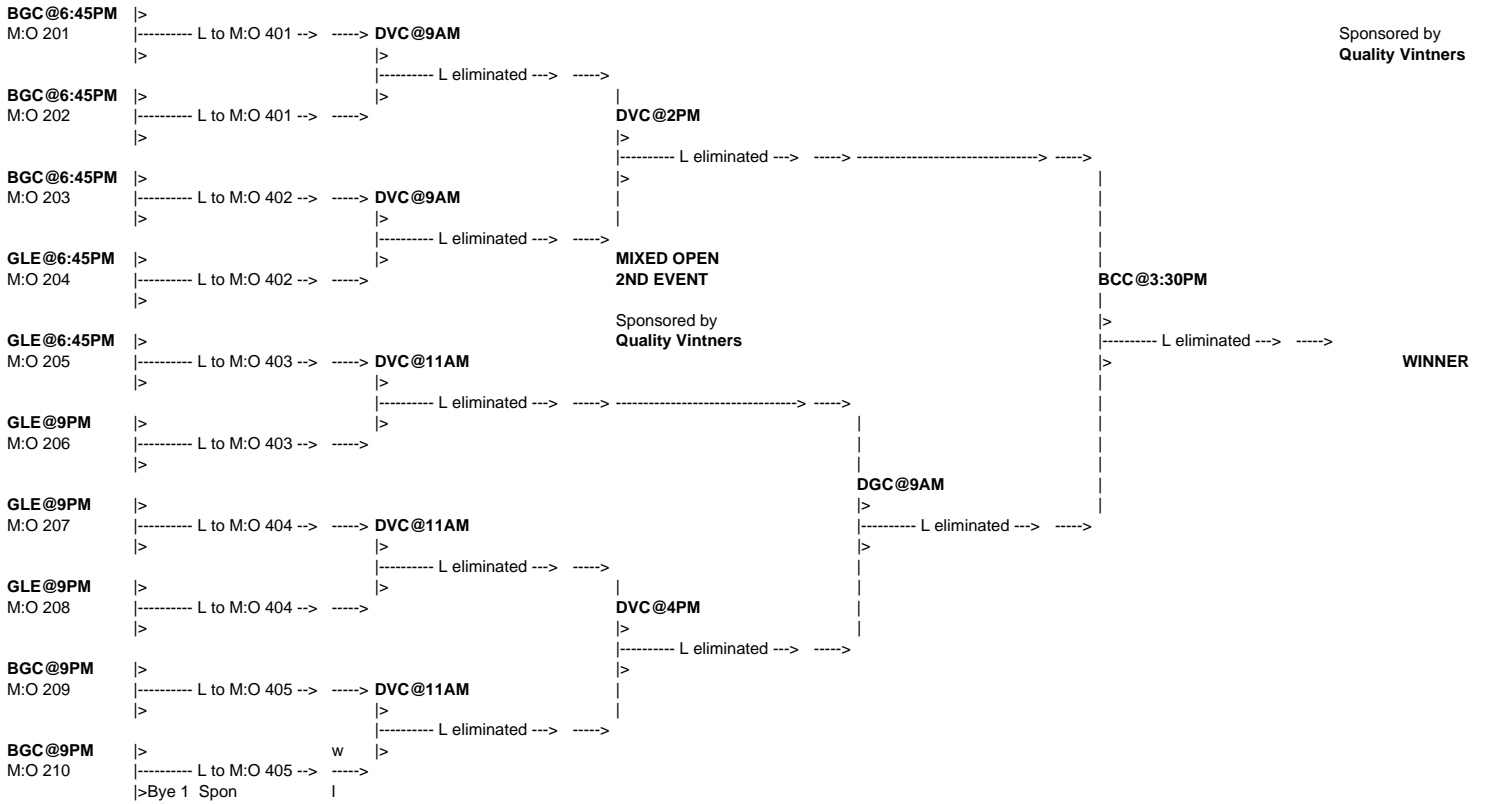 BGC@6:45PM |>
M:O 201 |---------- L to M:O 401 --> -----> DVC@9AM Sponsored by
|> |> Quality Vintners
|---------- L eliminated ---> ----->
BGC@6:45PM |> |> |
M:O 202 |---------- L to M:O 401 --> -----> DVC@2PM
|> |>
|---------- L eliminated ---> -----> ---------------------------------> ----->
BGC@6:45PM |> |> |
M:O 203 |---------- L to M:O 402 --> -----> DVC@9AM | |
|> |> | |
|---------- L eliminated ---> -----> |
GLE@6:45PM |> |> MIXED OPEN |
M:O 204 |---------- L to M:O 402 --> -----> 2ND EVENT BCC@3:30PM
|> |
Sponsored by |>
GLE@6:45PM |> Quality Vintners |---------- L eliminated ---> ----->
M:O 205 |---------- L to M:O 403 --> -----> DVC@11AM |> WINNER
|> |> |
|---------- L eliminated ---> -----> ---------------------------------> -----> |
GLE@9PM |> |> | |
M:O 206 |---------- L to M:O 403 --> -----> | |
|> | |
DGC@9AM |
GLE@9PM |> |> |
M:O 207 |---------- L to M:O 404 --> -----> DVC@11AM |---------- L eliminated ---> ----->
|> |> |>
|---------- L eliminated ---> -----> |
GLE@9PM |> |> | |
M:O 208 |---------- L to M:O 404 --> -----> DVC@4PM |
|> |> |
|---------- L eliminated ---> ----->
BGC@9PM |> |>
M:O 209 |---------- L to M:O 405 --> -----> DVC@11AM |
|> |> |
|---------- L eliminated ---> ----->
BGC@9PM |> w |>
M:O 210 |---------- L to M:O 405 --> ----->
|>Bye 1 Spon l